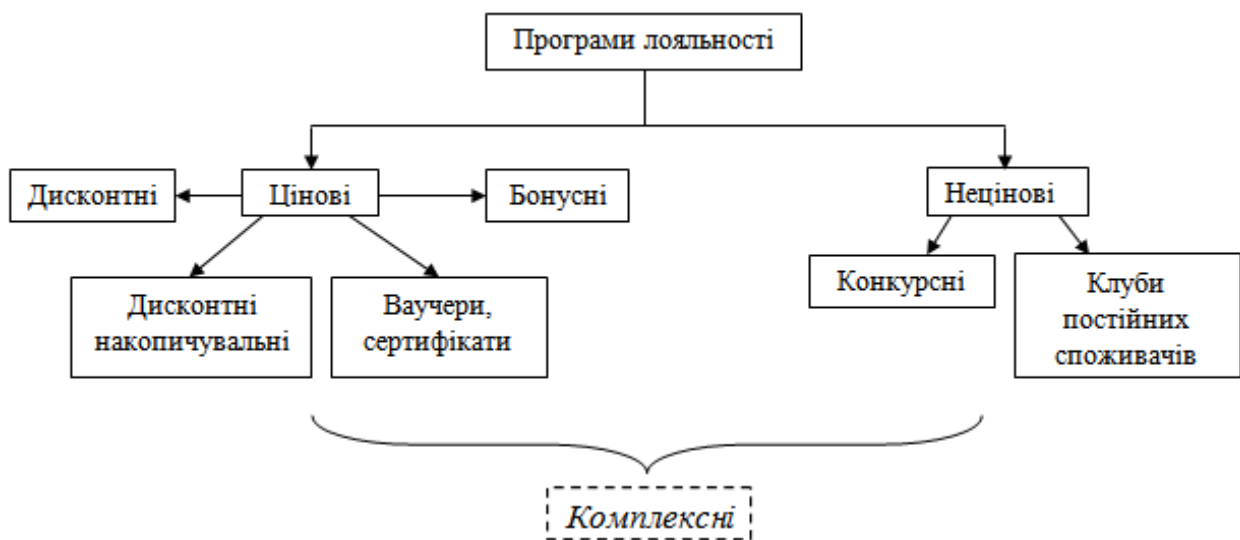 Програми лояльності
Дисконтні
Цінові
Бонусні
Нецінові
Дисконтні
накопичувальні
Ваучери,
сертифікати
Конкурсні
Клуби
постійних
споживачів
Комплексні